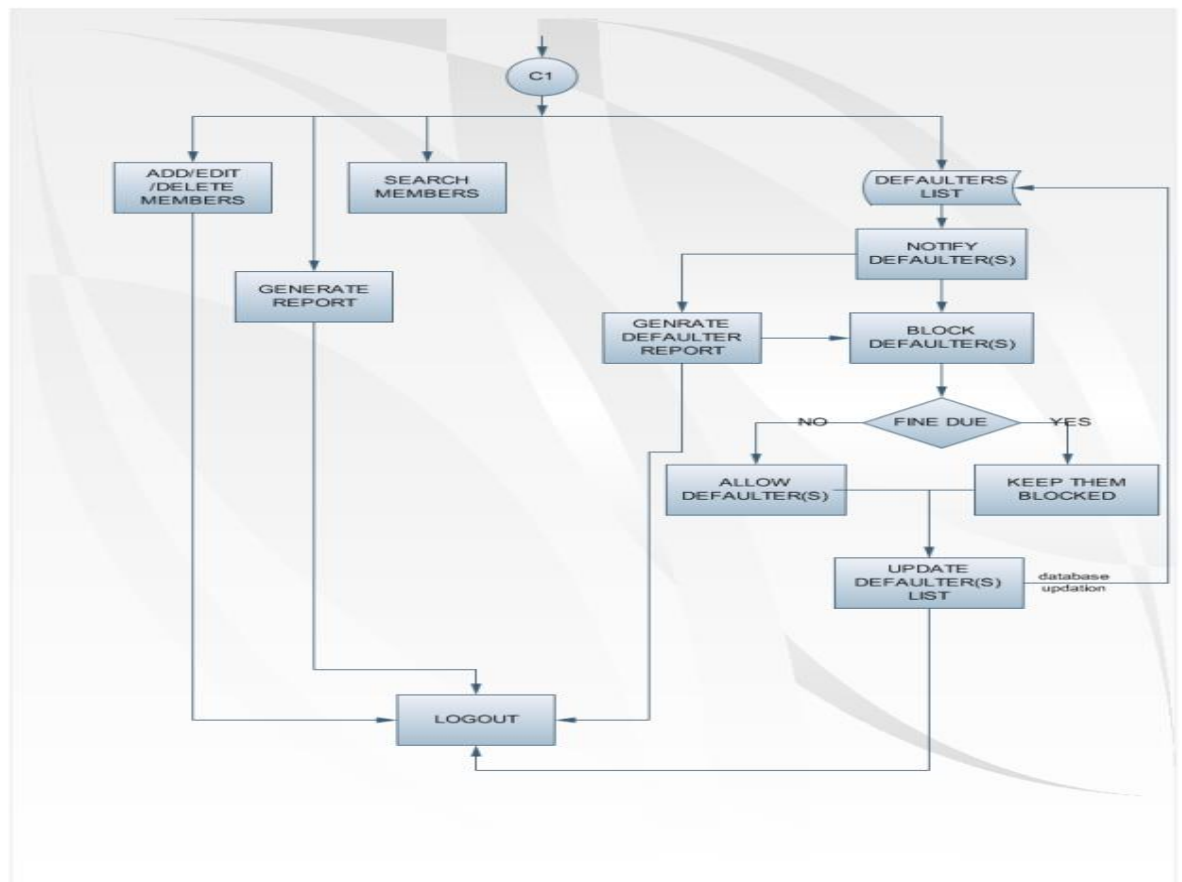 C1
ADD/EDIT
/DELETE
MEMBERS
SEARCH
MEMBERS
DEFAULTERS
LIST
NOTIFY
DEFAULTER(S)
GENERATE
REPORT
GENRATE
DEFAULTER
REPORT
BLOCK
DEFAULTER(S)
NO
FINE DUE
YES
ALLOW
DEFAULTER(S)
KEEP THEM
BLOCKED
UPDATE
DEFAULTER(S)
LIST
database
updation
LOGOUT